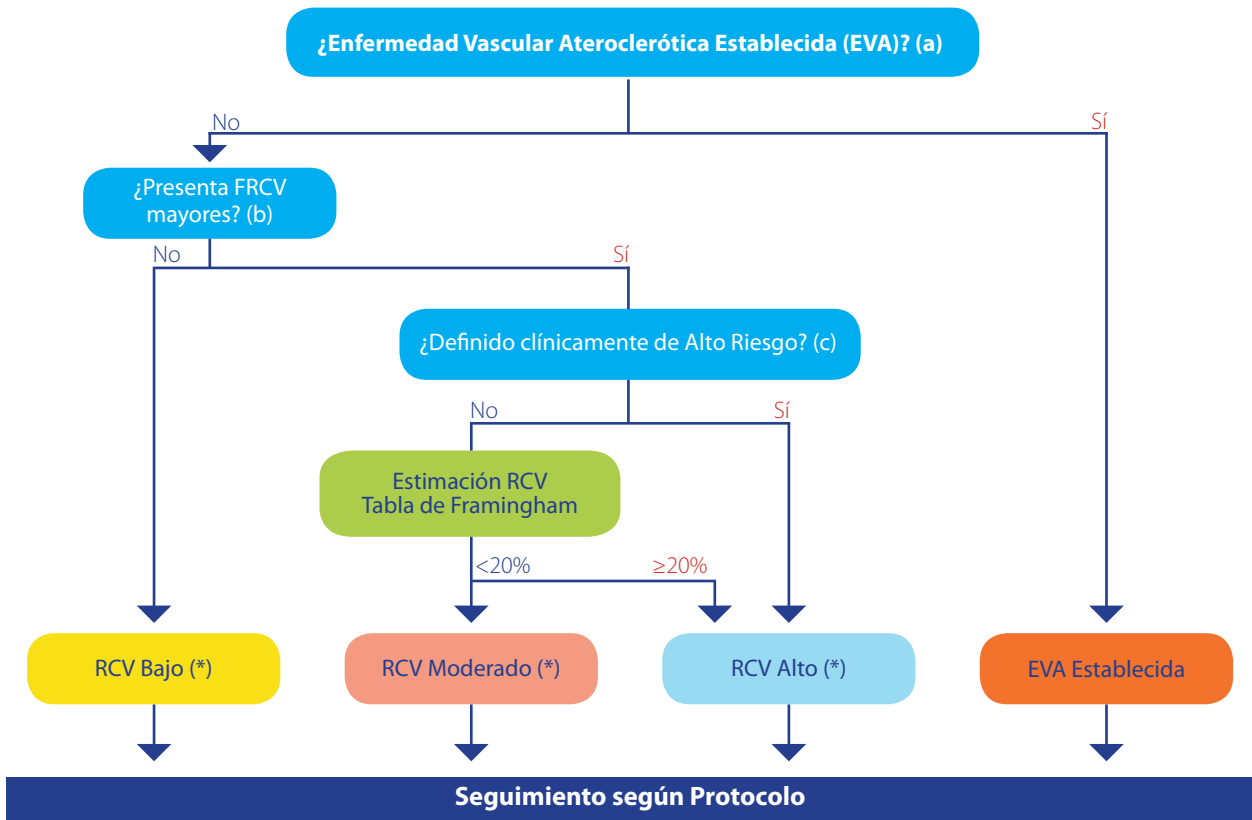 ¿Enfermedad Vascular Ateroclerótica Establecida (EVA)? (a)
No
Sí
¿Presenta FRCV
mayores? (b)
No
Sí
¿Definido clínicamente de Alto Riesgo? (c)
No
Sí
Estimación RCV
Tabla de Framingham
<20%
≥20%
RCV Bajo (*)
RCV Moderado (*)
RCV Alto (*)
EVA Establecida
Seguimiento según Protocolo